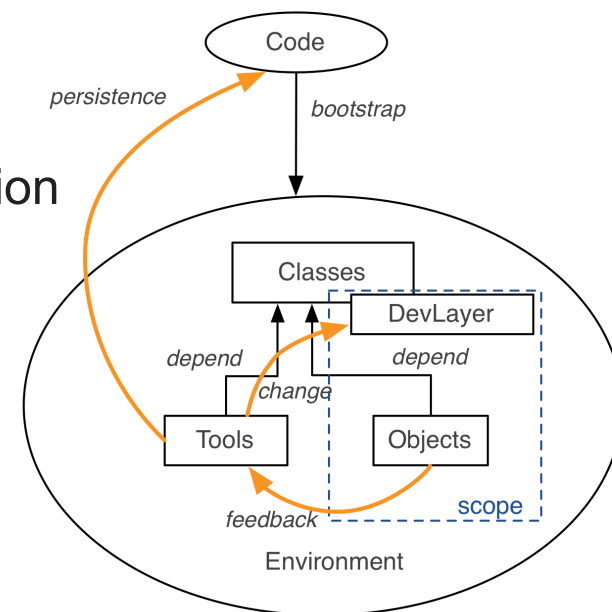 Code
persistence
bootstrap
ion
Classes
DevLayer
depend
depend
change
Tools
Objects
scope
feedback
Environment